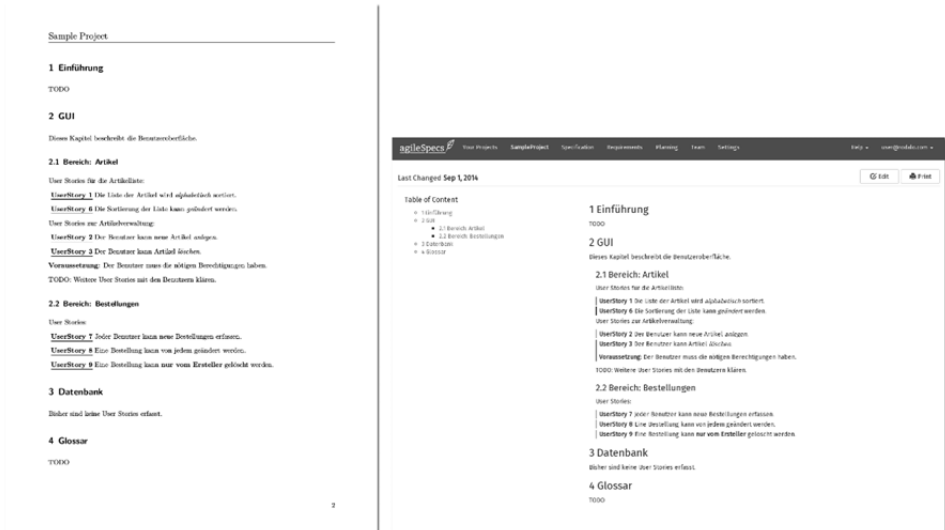 Sample Project
1 Einführung
TODO
2 GUI
Dieses Kapitel beschreibt die Benutzeroberfläche.
2.1 Bereich: Artikel
User Stories für die Artikelliste:
UserStory 1 Die Liste der Artikel wird alphabetisch sortiert.
UserStory 6 Die Sortierung der Liste kann geändert werden.
User Stories zur Artikelverwaltung:
UserStory 2 Der Benutzer kann neue Artikel anlegen.
UserStory 3 Der Benutzer kann Artikel löschen.
Voraussetzung: Der Benutzer muss die nötigen Berechtigungen haben.
TODO: Weitere User Stories mit den Benutzern klären.
2.2 Bereich: Bestellungen
User Stories:
UserStory 7 Jeder Benutzer kann neue Bestellungen erfassen.
UserStory 8 Eine Bestellung kann von jedem geändert werden.
UserStory 9 Eine Bestellung kann nur vom Ersteller gelöscht werden.
3 Datenbank
Bisher sind keine User Stories erfasst.
4 Glossar
TODO
agileSpecs Your Projects SampleProject Specification Requirements Planning Team Settings Help user@codabs.com
Last Changed Sep 1, 2014 Edit Print
Table of Content
1 Einführung
2 GUI
2.1 Bereich: Artikel
2.2 Bereich: Bestellungen
3 Datenbank
4 Glossar
1 Einführung
TODO
2 GUI
Dieses Kapitel beschreibt die Benutzeroberfläche.
2.1 Bereich: Artikel
User Stories für die Artikelliste:
UserStory 1 Die Liste der Artikel wird alphabetisch sortiert.
UserStory 6 Die Sortierung der Liste kann geändert werden.
User Stories zur Artikelverwaltung:
UserStory 2 Der Benutzer kann neue Artikel anlegen.
UserStory 3 Der Benutzer kann Artikel löschen.
Voraussetzung: Der Benutzer muss die nötigen Berechtigungen haben.
TODO: Weitere User Stories mit den Benutzern klären.
2.2 Bereich: Bestellungen
User Stories:
UserStory 7 Jeder Benutzer kann neue Bestellungen erfassen.
UserStory 8 Eine Bestellung kann von jedem geändert werden.
UserStory 9 Eine Bestellung kann nur vom Ersteller gelöscht werden.
3 Datenbank
Bisher sind keine User Stories erfasst.
4 Glossar
TODO